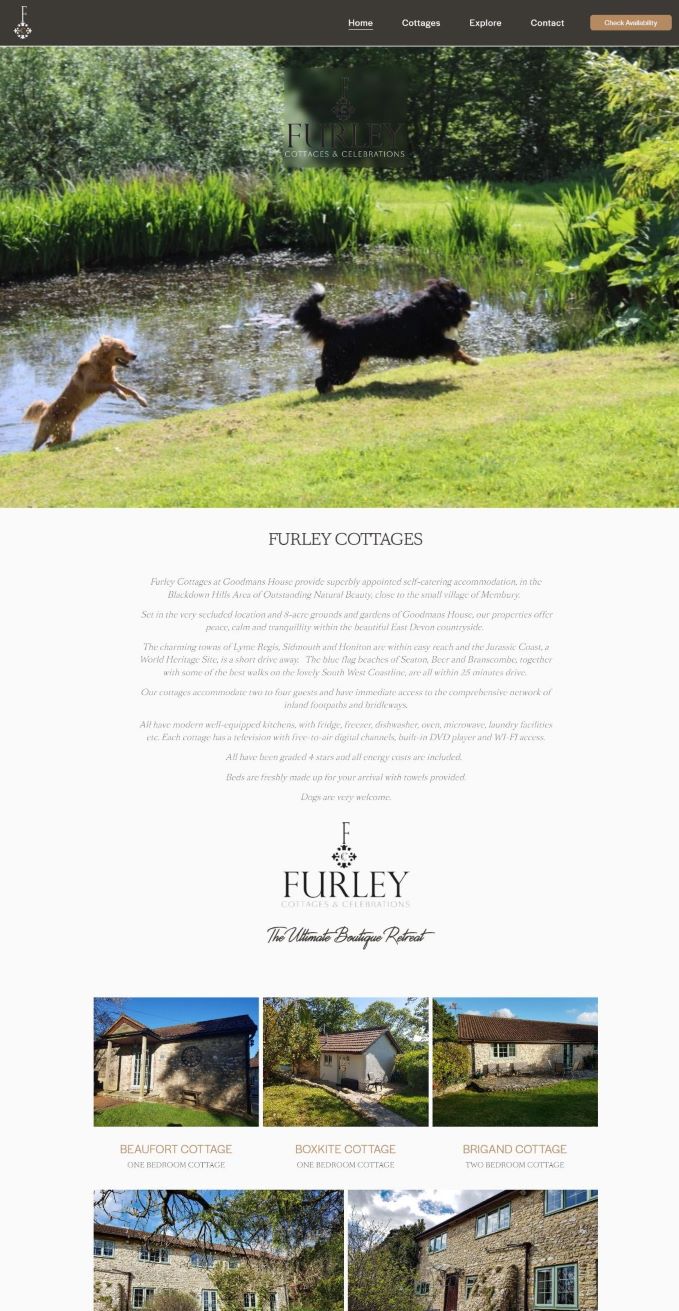 Home Cottages Explore Contact Check Availability
F
C
FURLEY
COTTAGES & CELEBRATIONS
FURLEY COTTAGES
Furley Cottages at Goodmans House provide superbly appointed self-catering accommodation, in the
Blackdown Hills Area of Outstanding Natural Beauty, close to the small village of Membury.
Set in the very secluded location and 8-acre grounds and gardens of Goodmans House, our properties offer
peace, calm and tranquillity within the beautiful East Devon countryside.
The charming towns of Lyme Regis, Sidmouth and Honiton are within easy reach and the Jurassic Coast, a
World Heritage Site, is a short drive away. The blue flag beaches of Seaton, Beer and Branscombe, together
with some of the best walks on the lovely South West Coastline, are all within 25 minutes drive.
Our cottages accommodate two to four guests and have immediate access to the comprehensive network of
inland footpaths and bridleways.
All have modern well-equipped kitchens, with fridge, freezer, dishwasher, oven, microwave, laundry facilities
etc. Each cottage has a television with free-to-air digital channels, built-in DVD player and WI-FI access.
All have been graded 4 stars and all energy costs are included.
Beds are freshly made up for your arrival with towels provided.
Dogs are very welcome.
F
C
FURLEY
COTTAGES & CELEBRATIONS
The Ultimate Boutique Retreat
BEAUFORT COTTAGE BOXKITE COTTAGE BRIGAND COTTAGE
ONE BEDROOM COTTAGE ONE BEDROOM COTTAGE TWO BEDROOM COTTAGE